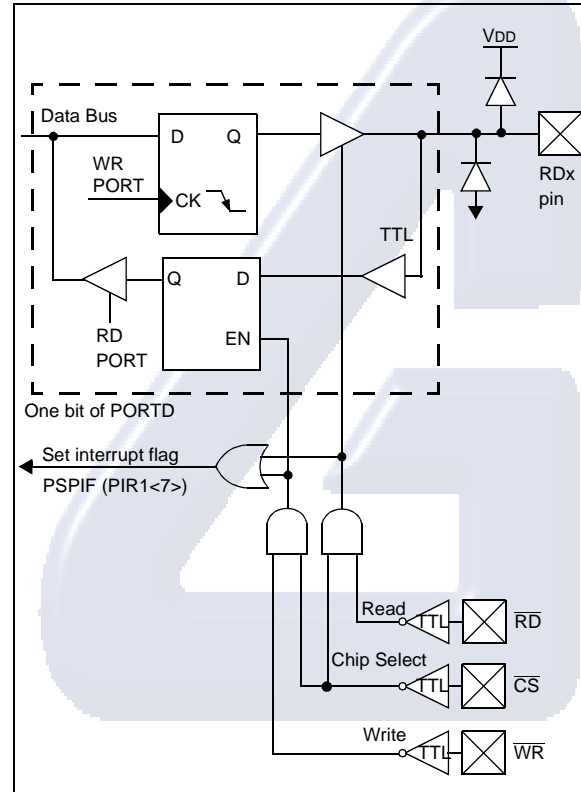 VDD
Data Bus
D Q
WR
PORT
CK
RDx
pin
TTL
Q D
EN
RD
PORT
One bit of PORTD
Set interrupt flag
PSPIF (PIR1<7>)
Read
TTL
RD
Chip Select
TTL
CS
Write
TTL
WR